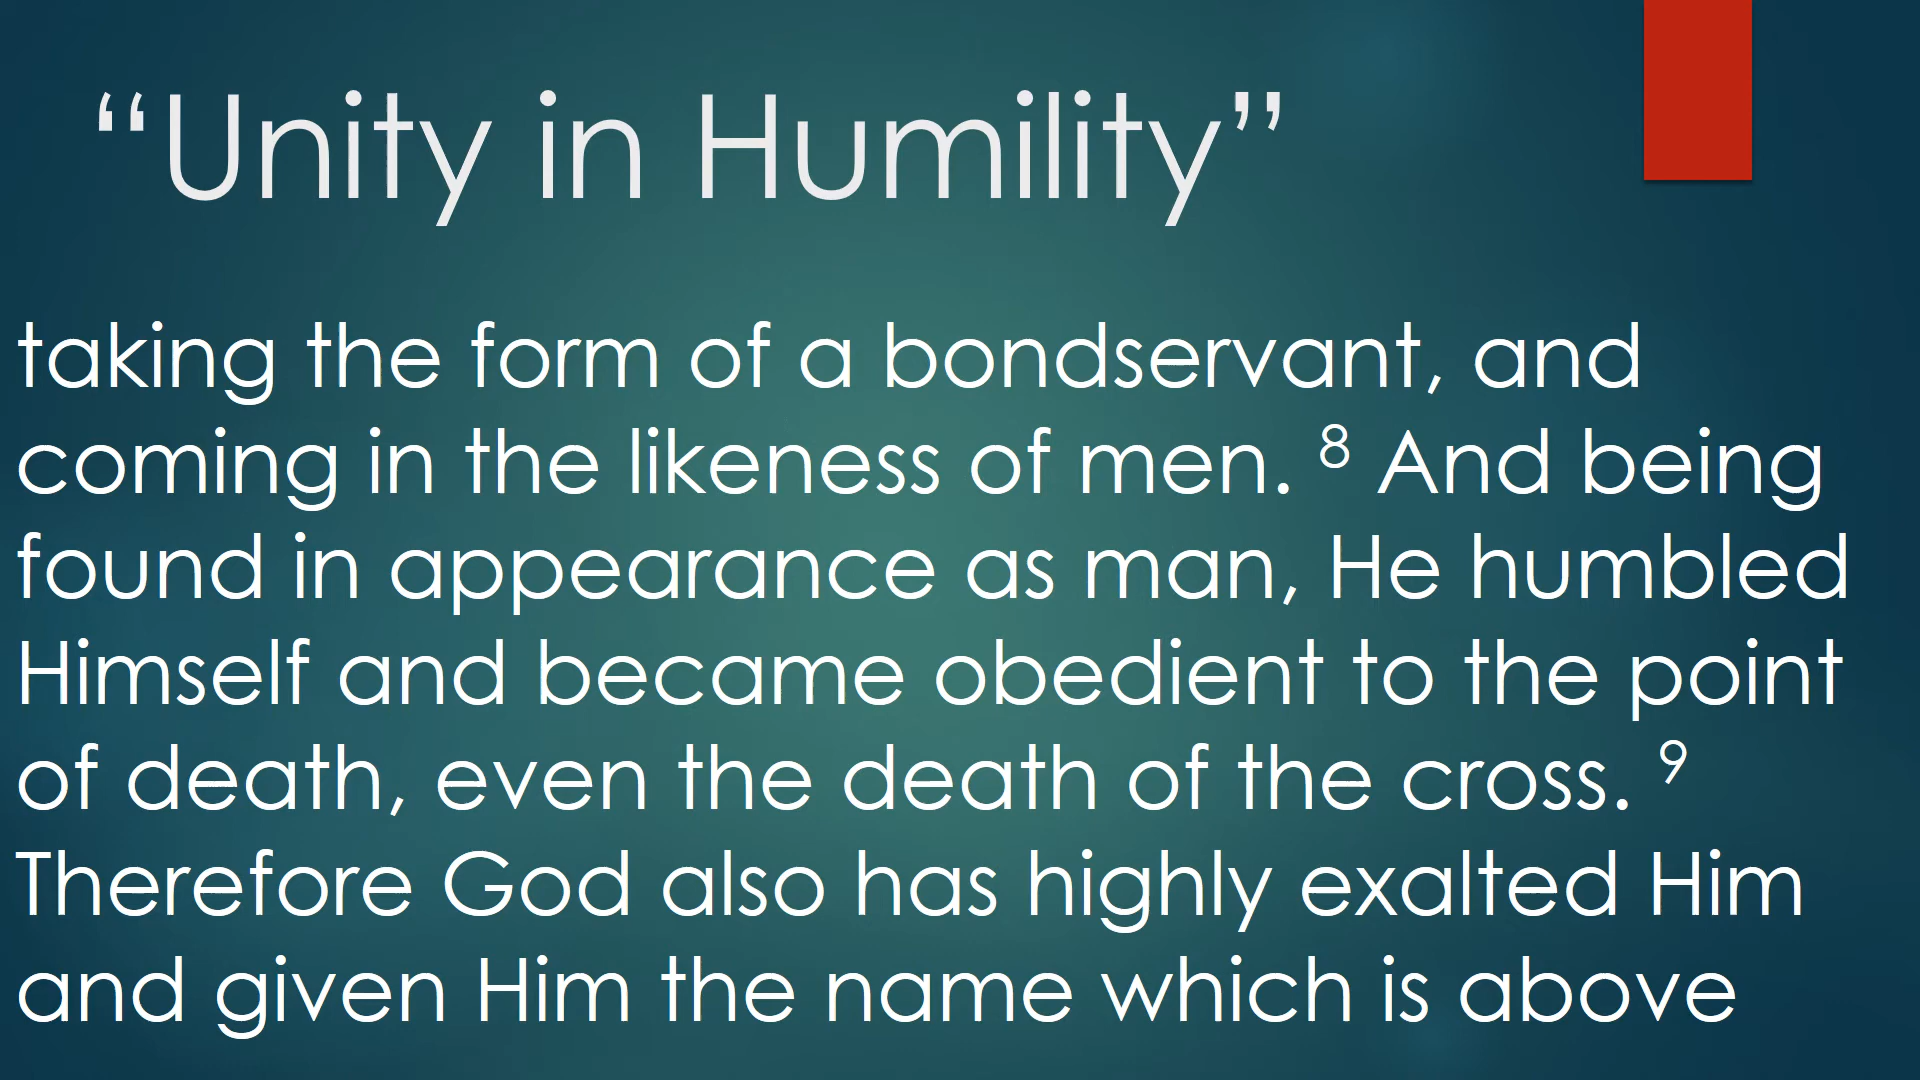 “Unity in Humility”
taking the form of a bondservant, and
coming in the likeness of men. 8 And being
found in appearance as man, He humbled
Himself and became obedient to the point
of death, even the death of the cross. 9
Therefore God also has highly exalted Him
and given Him the name which is above